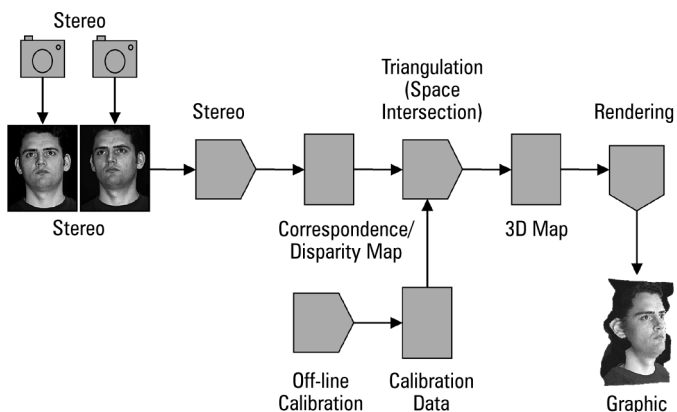 Stereo
Triangulation
(Space
Intersection)
Stereo
Rendering
Stereo
Correspondence/
Disparity Map
3D Map
Off-line
Calibration
Calibration
Data
Graphic